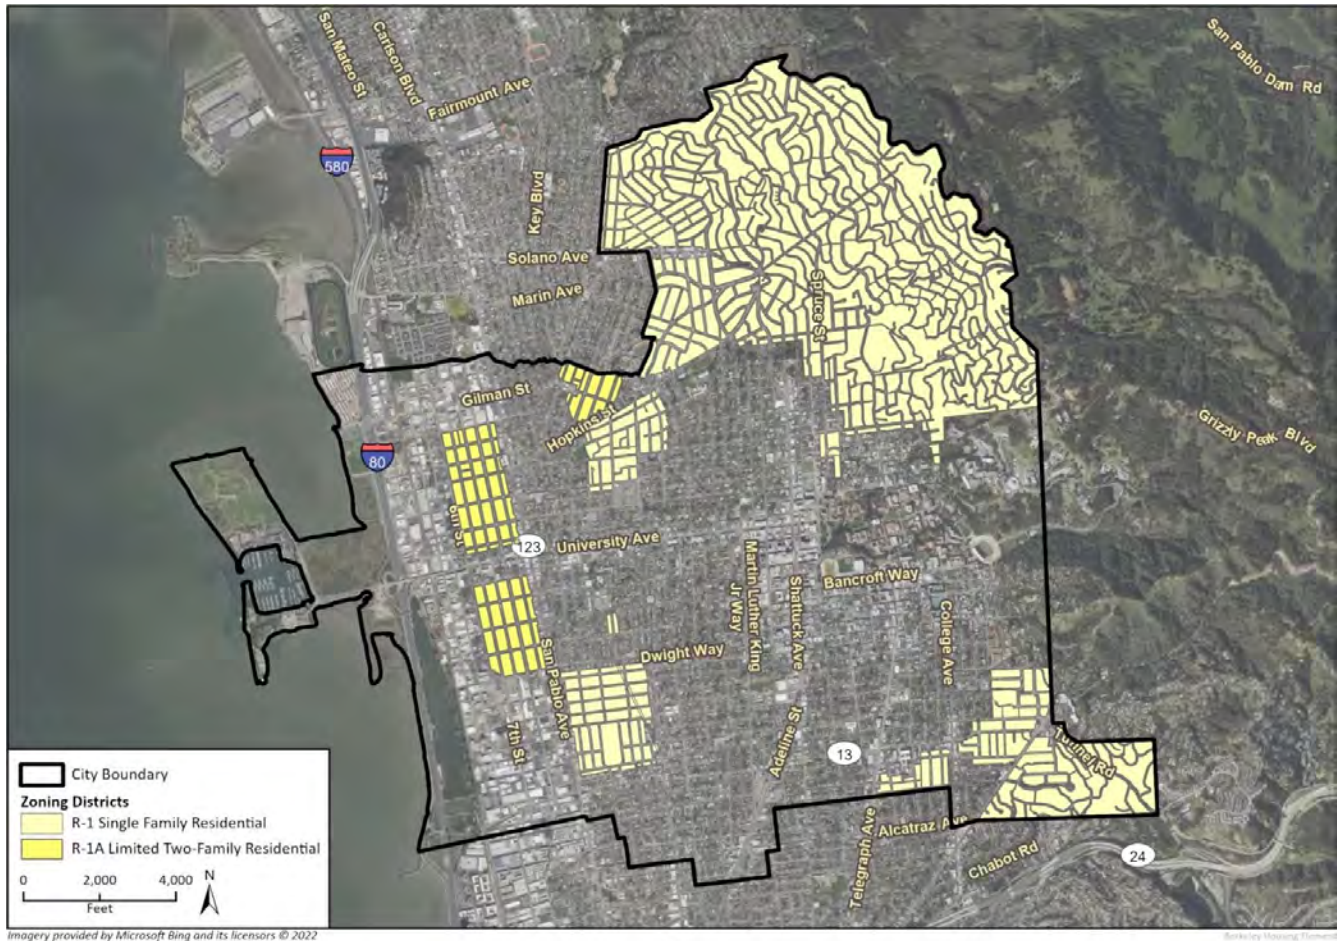 San Mateo St
Carlson Blvd
Fairmount Ave
San Pablo Dam Rd
580
Key Blvd
Solano Ave
Marin Ave
Spruce St
Gilman St
Hopkins St
Grizzly Peak Blvd
80
6th St
123
University Ave
Bancroft Way
Martin Luther King
Jr Way
Shattuck Ave
College Ave
Dwight Way
San Pablo Ave
7th St
Adeline St
13
Tunnel Rd
Telegraph Ave
Alcatraz Ave
Chabot Rd
24
City Boundary
Zoning Districts
R-1 Single Family Residential
R-1A Limited Two-Family Residential
0 2,000 4,000
Feet
N
Imagery provided by Microsoft Bing and its licensors © 2022
Berkeley Housing Element